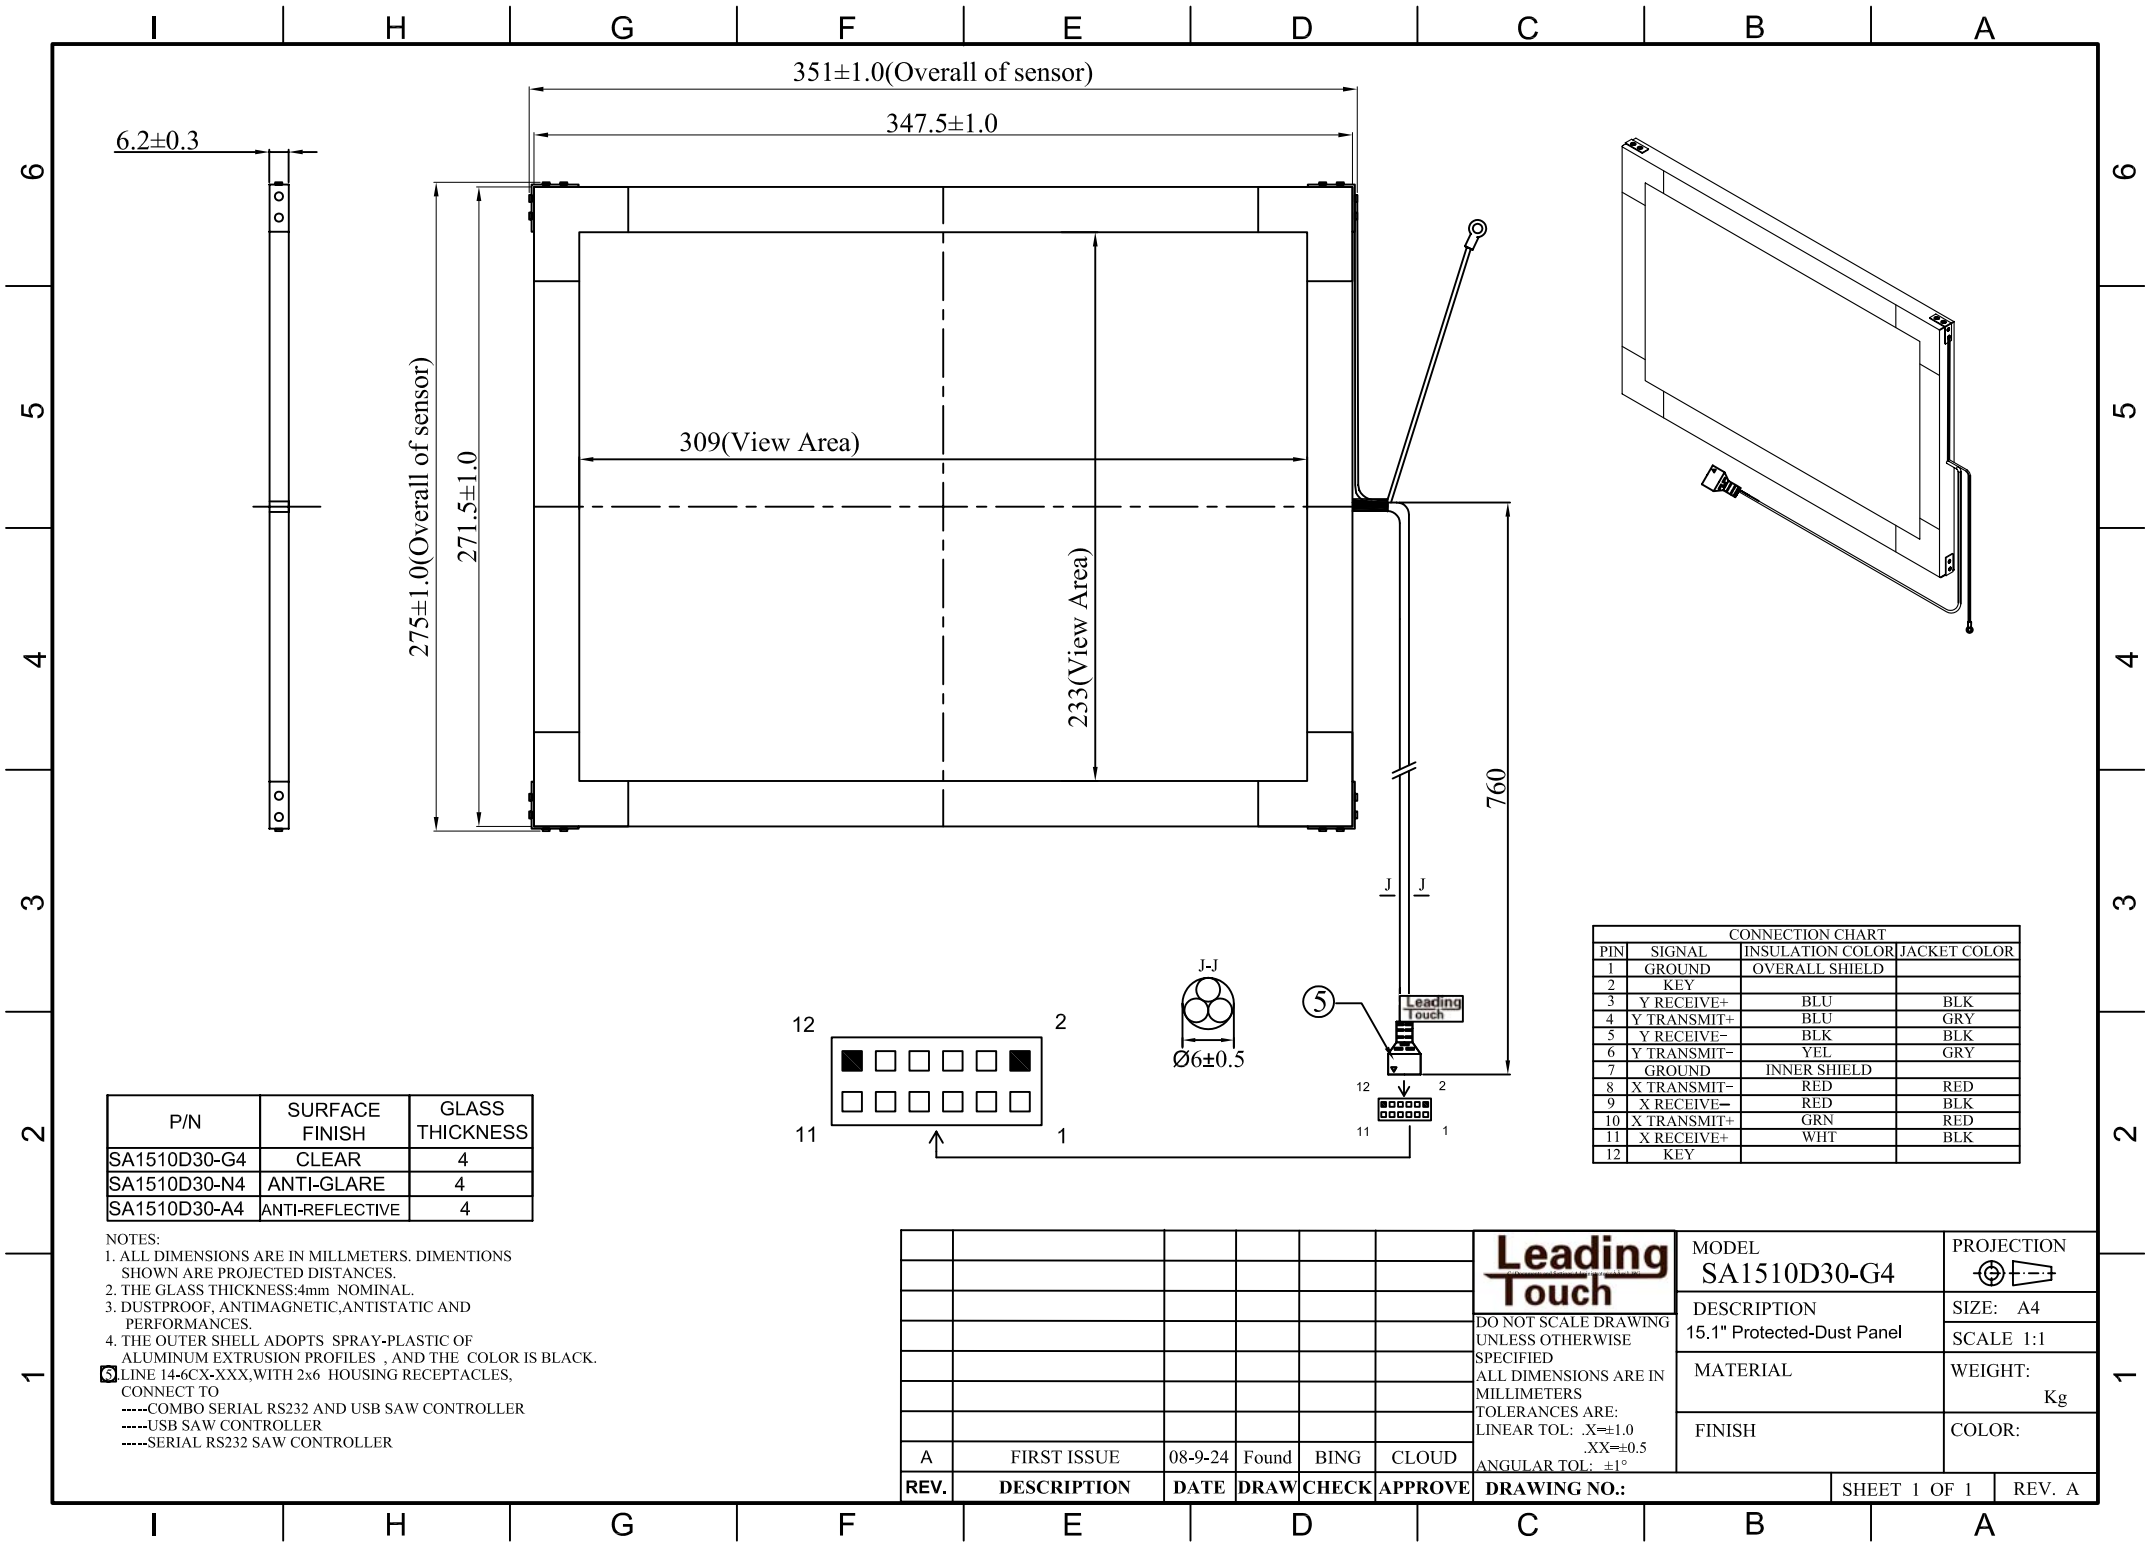 I H G F E D C B A
6
5
4
3
2
1
6
5
4
3
2
1
351±1.0(Overall of sensor)
347.5±1.0
6.2±0.3
275±1.0(Overall of sensor)
271.5±1.0
309(View Area)
233(View Area)
760
J J
J-J
Ø6±0.5
5
Leading
Touch
12 2
11 1
12 2
11 1
CONNECTION CHART
PIN SIGNAL INSULATION COLOR JACKET COLOR
1 GROUND OVERALL SHIELD
2 KEY
3 Y RECEIVE+ BLU BLK
4 Y TRANSMIT+ BLU GRY
5 Y RECEIVE- BLK BLK
6 Y TRANSMIT- YEL GRY
7 GROUND INNER SHIELD
8 X TRANSMIT- RED RED
9 X RECEIVE- RED BLK
10 X TRANSMIT+ GRN RED
11 X RECEIVE+ WHT BLK
12 KEY
P/N SURFACE FINISH GLASS THICKNESS
SA1510D30-G4 CLEAR 4
SA1510D30-N4 ANTI-GLARE 4
SA1510D30-A4 ANTI-REFLECTIVE 4
NOTES:
1. ALL DIMENSIONS ARE IN MILLMETERS. DIMENTIONS
SHOWN ARE PROJECTED DISTANCES.
2. THE GLASS THICKNESS:4mm NOMINAL.
3. DUSTPROOF, ANTIMAGNETIC,ANTISTATIC AND
PERFORMANCES.
4. THE OUTER SHELL ADOPTS SPRAY-PLASTIC OF
ALUMINUM EXTRUSION PROFILES , AND THE COLOR IS BLACK.
5.LINE 14-6CX-XXX,WITH 2x6 HOUSING RECEPTACLES,
CONNECT TO
-----COMBO SERIAL RS232 AND USB SAW CONTROLLER
-----USB SAW CONTROLLER
-----SERIAL RS232 SAW CONTROLLER
A FIRST ISSUE 08-9-24 Found BING CLOUD
REV. DESCRIPTION DATE DRAW CHECK APPROVE
Leading
Touch
DO NOT SCALE DRAWING
UNLESS OTHERWISE
SPECIFIED
ALL DIMENSIONS ARE IN
MILLIMETERS
TOLERANCES ARE:
LINEAR TOL: .X=±1.0
.XX=±0.5
ANGULAR TOL: ±1°
DRAWING NO.:
MODEL
SA1510D30-G4
DESCRIPTION
15.1" Protected-Dust Panel
MATERIAL
FINISH
PROJECTION
SIZE: A4
SCALE 1:1
WEIGHT:
Kg
COLOR:
SHEET 1 OF 1
REV. A
I H G F E D C B A